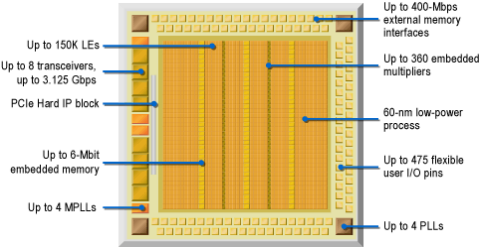 Up to 400-Mbps
external memory
interfaces
Up to 150K LEs
Up to 8 transceivers,
up to 3.125 Gbps
Up to 360 embedded
multipliers
PCIe Hard IP block
60-nm low-power
process
Up to 6-Mbit
embedded memory
Up to 475 flexible
user I/O pins
Up to 4 MPLLs
Up to 4 PLLs